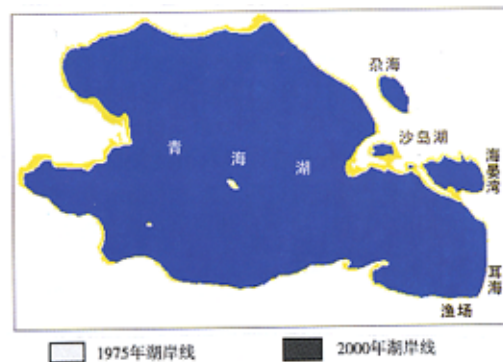 尕海
沙岛湖
青海湖
海晏湾
耳海
渔场
1975年湖岸线
2000年湖岸线